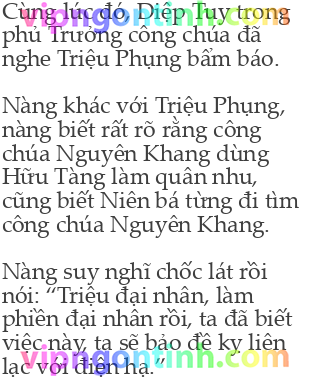 Cùng lúc đó, Diệp Tuy trong
phủ Trưởng công chúa đã
nghe Triệu Phụng bẩm báo.
Nàng khác với Triệu Phụng,
nàng biết rất rõ rằng công
chúa Nguyên Khang dùng
Hữu Tàng làm quân nhu,
cũng biết Niên bá từng đi tìm
công chúa Nguyên Khang.
Nàng suy nghĩ chốc lát rồi
nói: “Triệu đại nhân, làm
phiền đại nhân rồi, ta đã biết
việc này, ta sẽ bảo đề kỵ liên
lạc với điện hạ.”
vipngontinh.com
vipngontinh.com